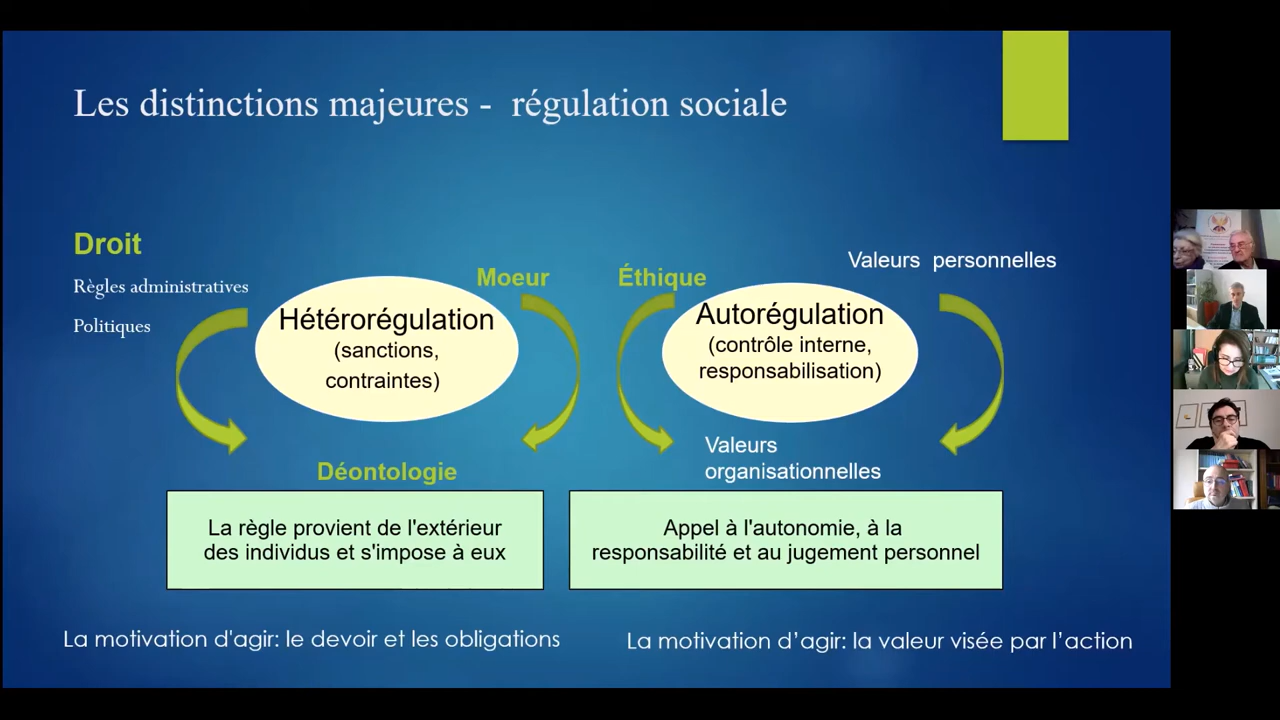 Les distinctions majeures - régulation sociale
Droit
Règles administratives
Politiques
Hétérorégulation
(sanctions,
contraintes)
Moeur
Déontologie
La règle provient de l'extérieur
des individus et s'impose à eux
La motivation d'agir: le devoir et les obligations
Éthique
Autorégulation
(contrôle interne,
responsabilisation)
Valeurs personnelles
Valeurs
organisationnelles
Appel à l'autonomie, à la
responsabilité et au jugement personnel
La motivation d’agir: la valeur visée par l’action